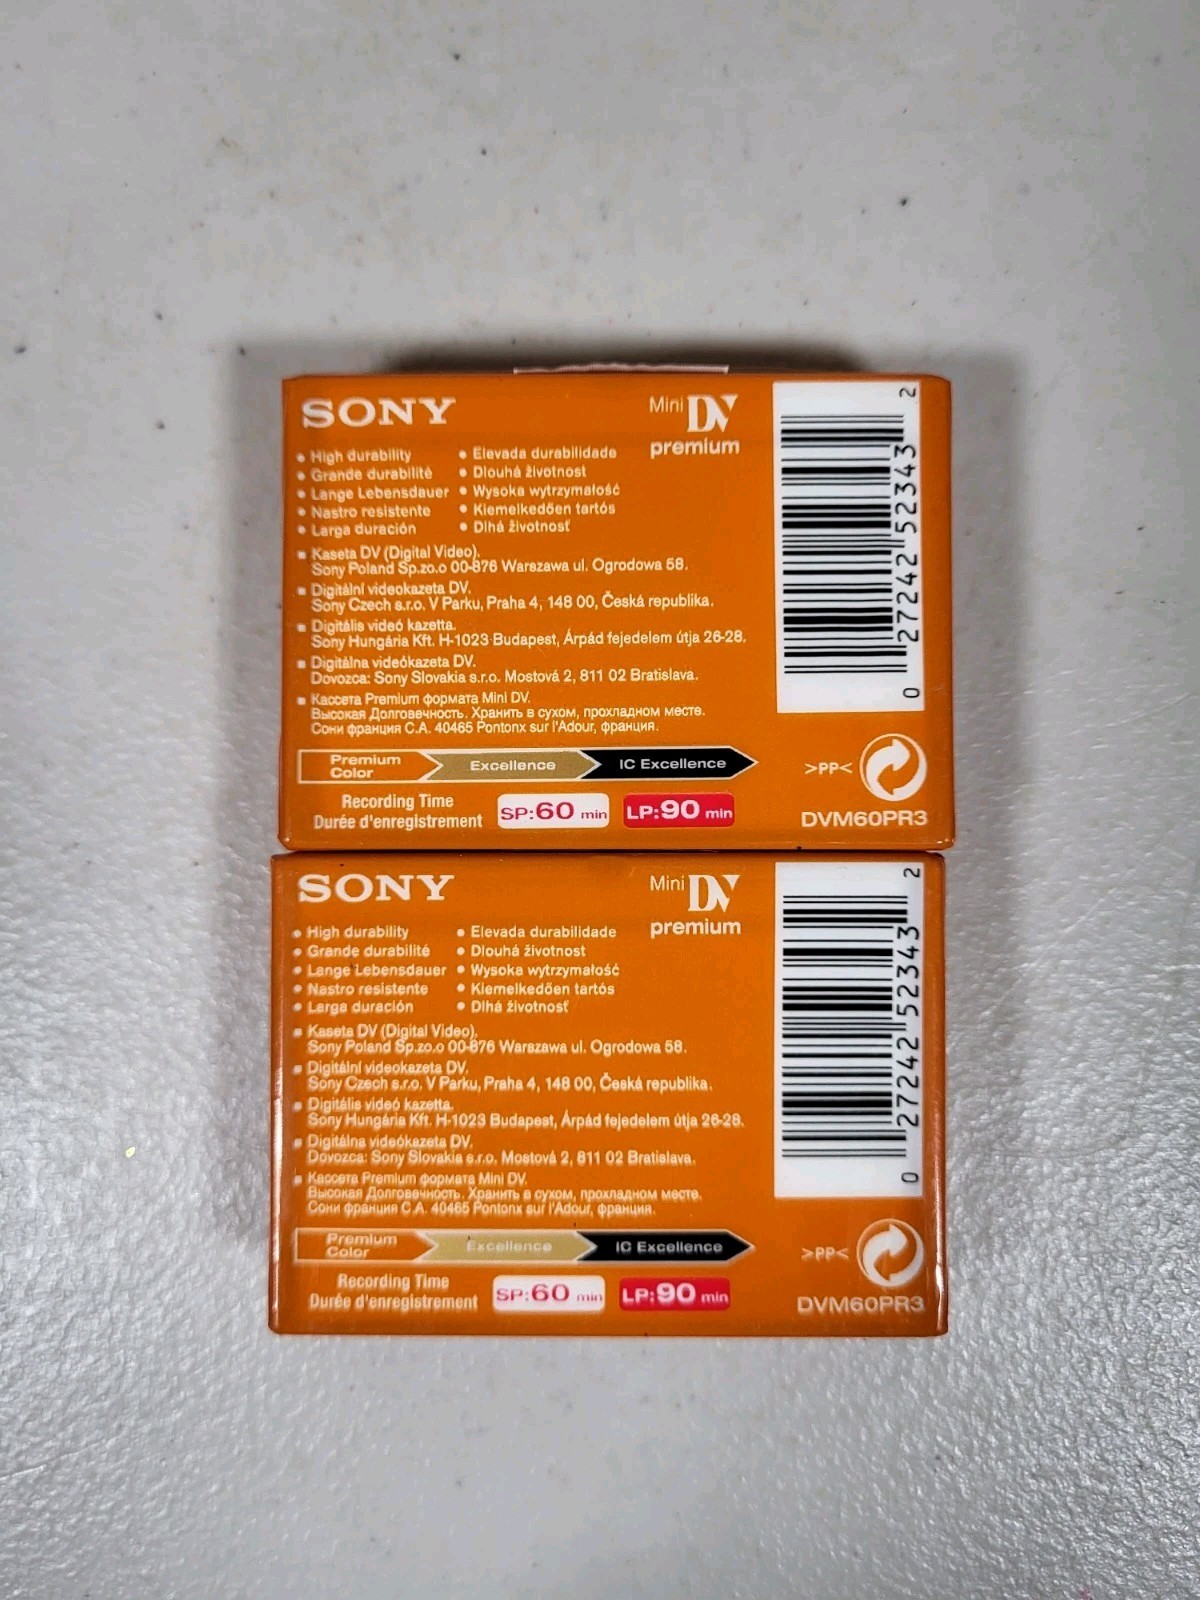 SONY
Mini DV
premium
• High durability
• Grande durabilité
• Lange Lebensdauer
• Nastro resistente
• Larga duración
• Elevada durabilidade
• Dlouhá životnost
• Wysoka wytrzymałość
• Kiemelkedően tartós
• Dlhá životnosť
■ Kaseta DV (Digital Video).
Sony Poland Sp.zo.o 00-876 Warszawa ul. Ogrodowa 58.
■ Digitální videokazeta DV.
Sony Czech s.r.o. V Parku, Praha 4, 148 00, Česká republika.
■ Digitális videó kazetta.
Sony Hungária Kft. H-1023 Budapest, Árpád fejedelem útja 26-28.
■ Digitálna videókazeta DV.
Dovozca: Sony Slovakia s.r.o. Mostová 2, 811 02 Bratislava.
■ Кассета Premium формата Mini DV.
Высокая Долговечность. Хранить в сухом, прохладном месте.
Сони франция C.A. 40465 Pontonx sur l'Adour, франция.
Premium
Color
Excellence
IC Excellence
Recording Time
Durée d'enregistrement
SP:60 min
LP:90 min
>PP<
DVM60PR3
0 27242 52343 2
SONY
Mini DV
premium
• High durability
• Grande durabilité
• Lange Lebensdauer
• Nastro resistente
• Larga duración
• Elevada durabilidade
• Dlouhá životnost
• Wysoka wytrzymałość
• Kiemelkedően tartós
• Dlhá životnosť
■ Kaseta DV (Digital Video).
Sony Poland Sp.zo.o 00-876 Warszawa ul. Ogrodowa 58.
■ Digitální videokazeta DV.
Sony Czech s.r.o. V Parku, Praha 4, 148 00, Česká republika.
■ Digitális videó kazetta.
Sony Hungária Kft. H-1023 Budapest, Árpád fejedelem útja 26-28.
■ Digitálna videókazeta DV.
Dovozca: Sony Slovakia s.r.o. Mostová 2, 811 02 Bratislava.
■ Кассета Premium формата Mini DV.
Высокая Долговечность. Хранить в сухом, прохладном месте.
Сони франция C.A. 40465 Pontonx sur l'Adour, франция.
Premium
Color
Excellence
IC Excellence
Recording Time
Durée d'enregistrement
SP:60 min
LP:90 min
>PP<
DVM60PR3
0 27242 52343 2